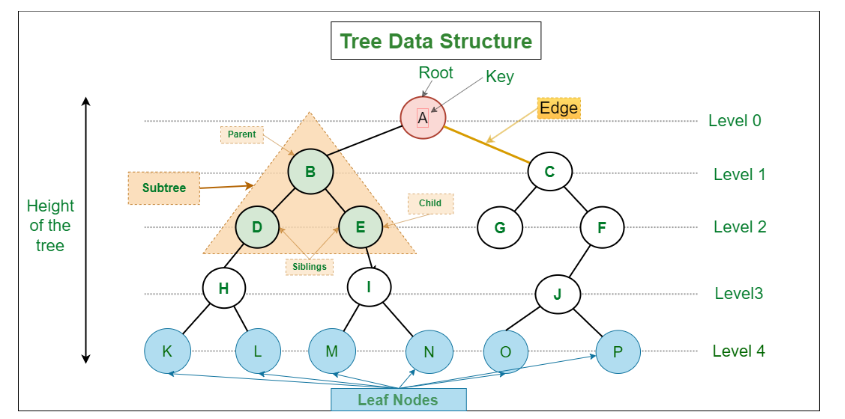 Tree Data Structure
Root
Key
A
Edge
Level 0
Parent
B
C
Level 1
Subtree
Child
Height
of the
tree
D
E
G
F
Level 2
Siblings
H
I
J
Level3
K
L
M
N
O
P
Level 4
Leaf Nodes